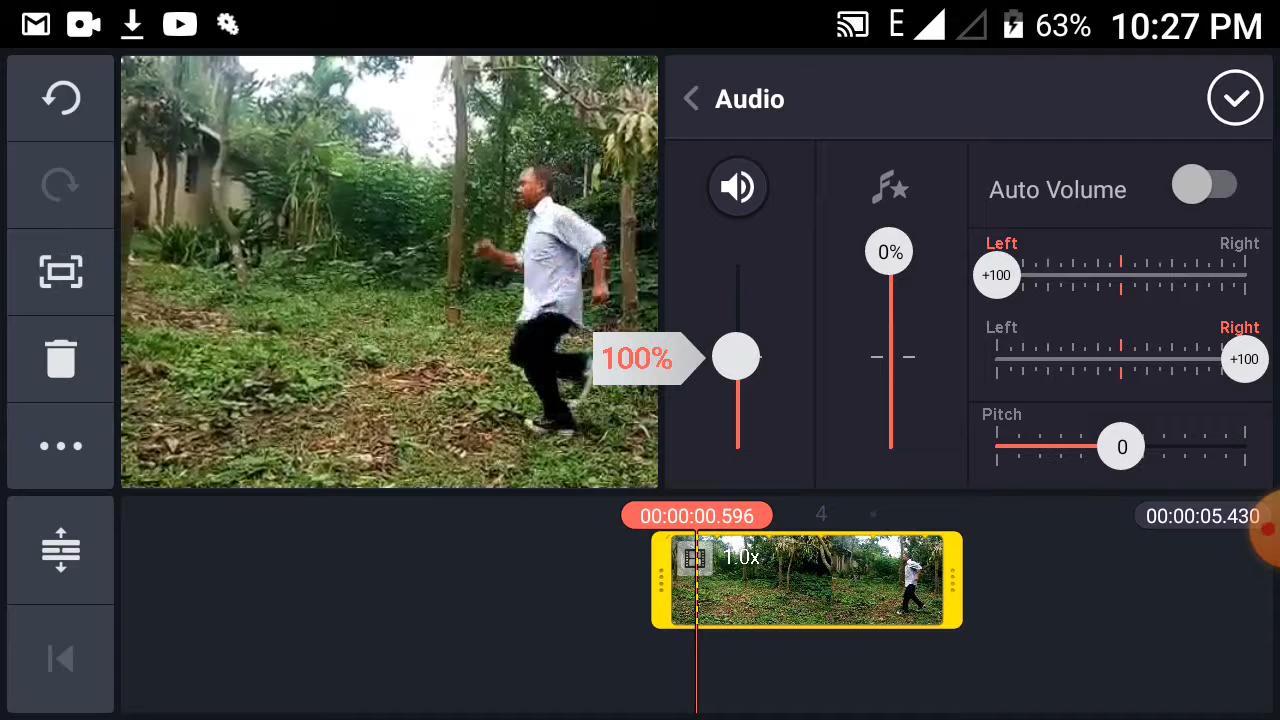 E 63% 10:27 PM
Audio
Auto Volume
0%
Left Right
+100
100%
Left Right
+100
Pitch
0
00:00:00.596 4 00:00:05.430
1.0x